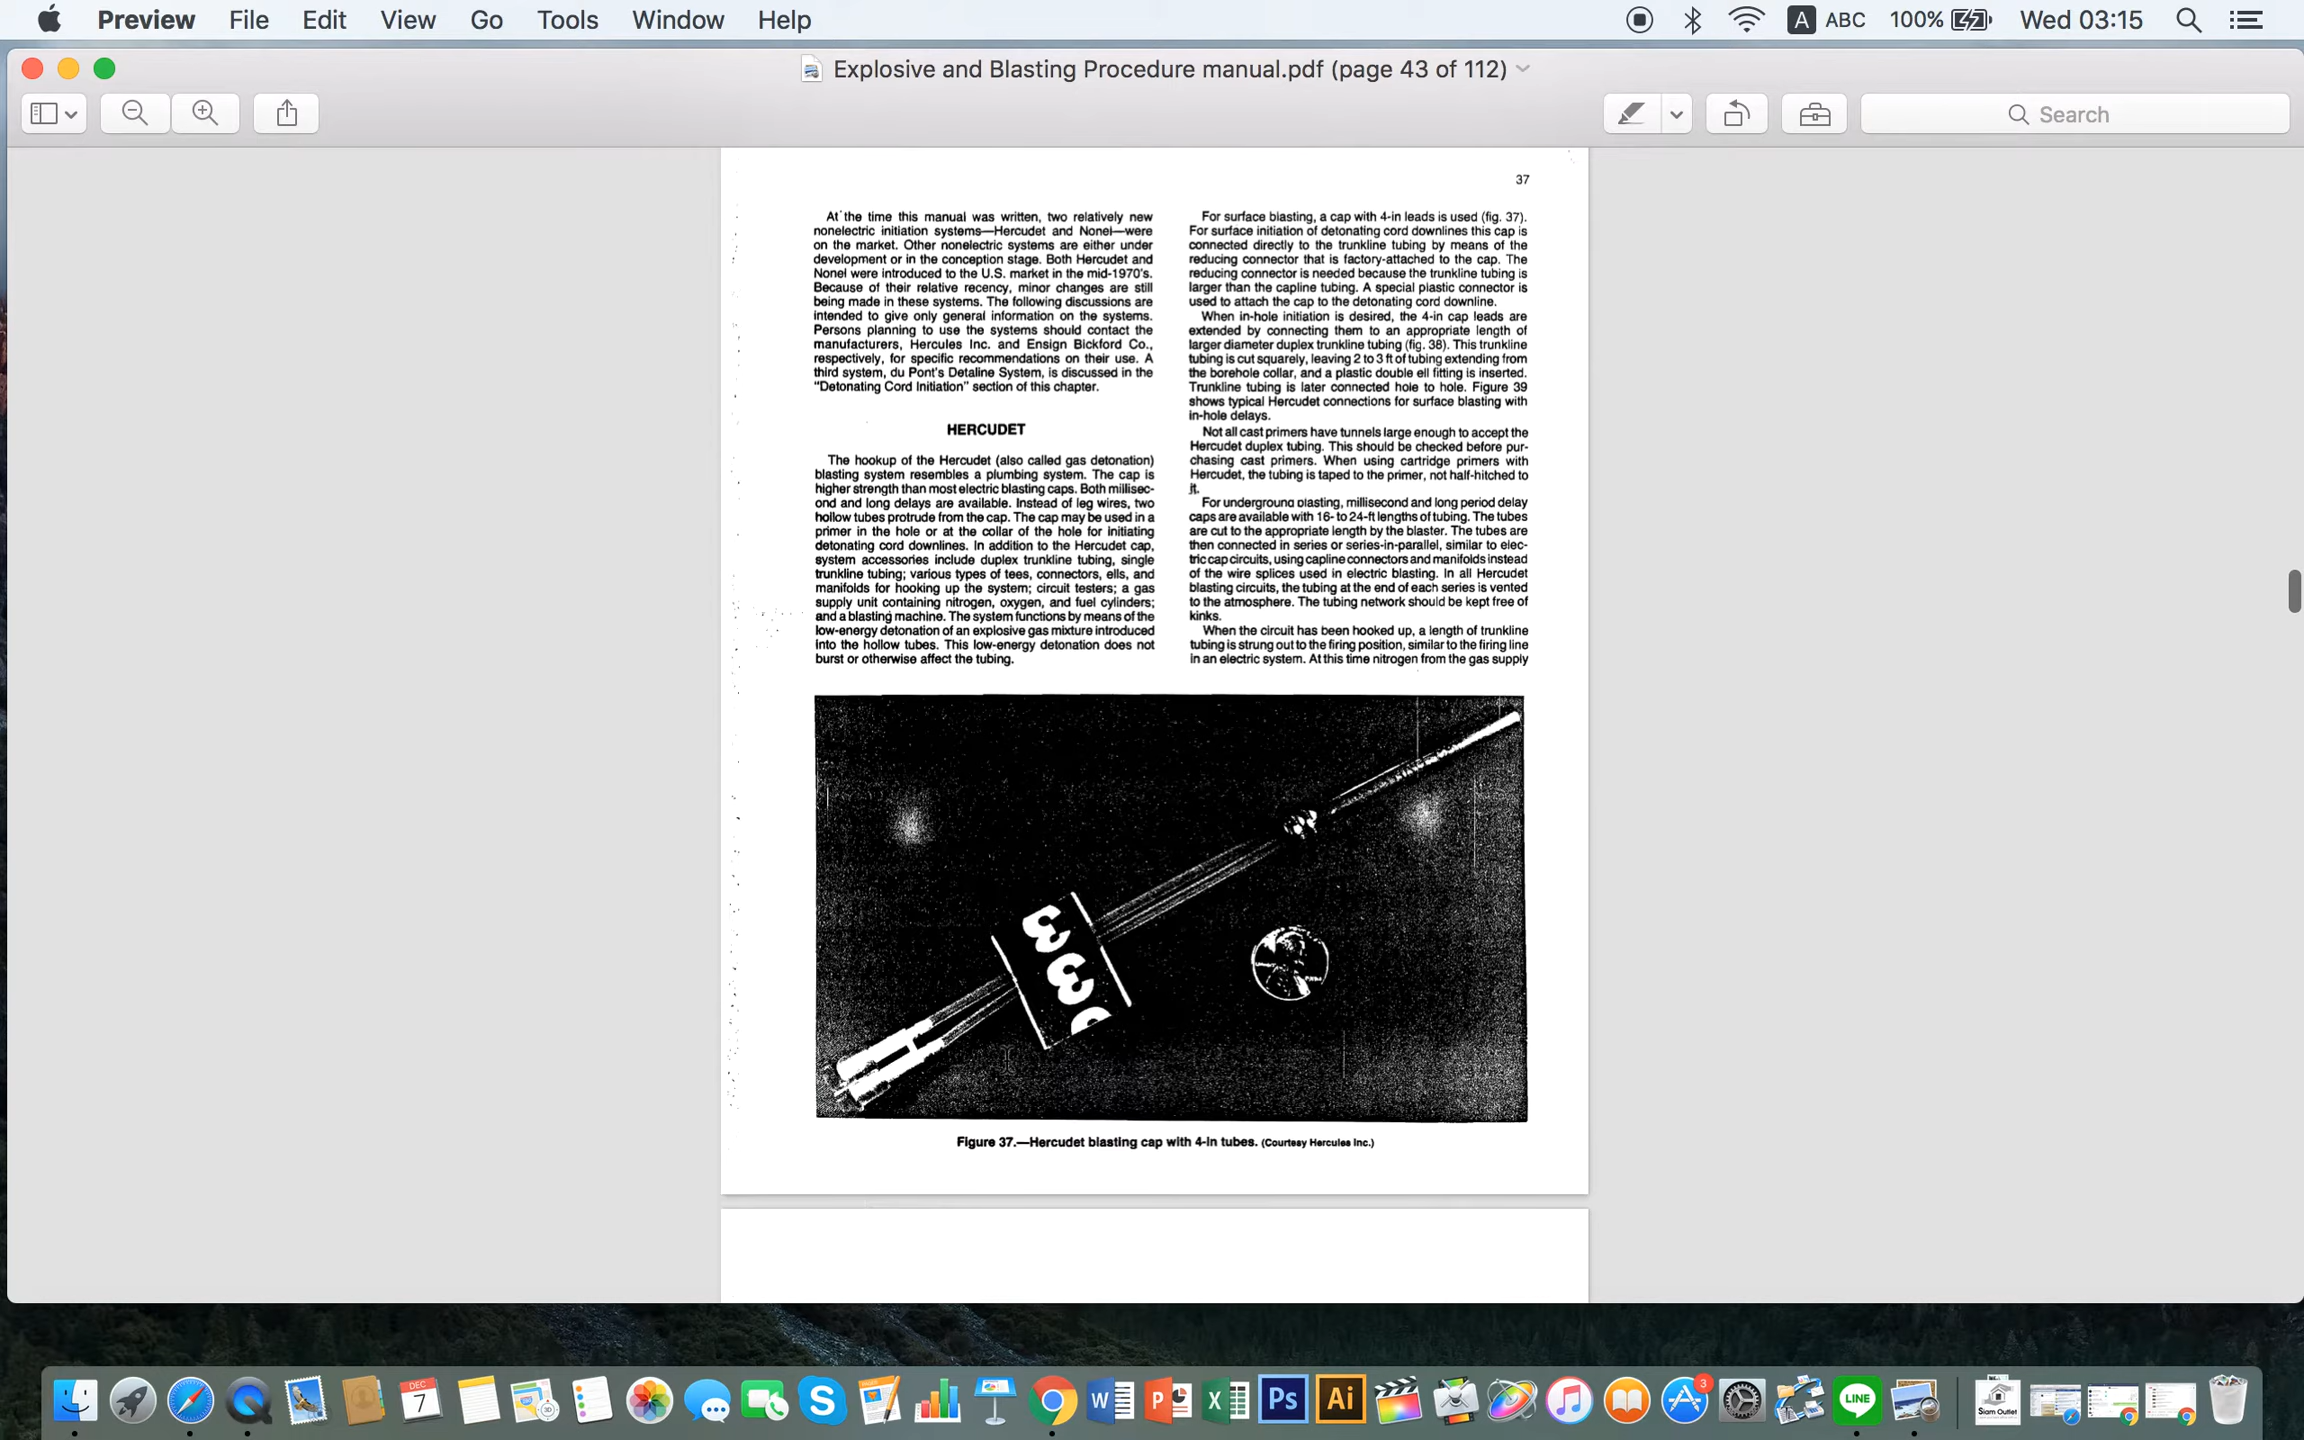 Preview File Edit View Go Tools Window Help
A ABC 100% Wed 03:15
Explosive and Blasting Procedure manual.pdf (page 43 of 112)
Search
37
At the time this manual was written, two relatively new
nonelectric initiation systems—Hercudet and Nonel—were
on the market. Other nonelectric systems are either under
development or in the conception stage. Both Hercudet and
Nonel were introduced to the U.S. market in the mid-1970's.
Because of their relative recency, minor changes are still
being made in these systems. The following discussions are
intended to give only general information on the systems.
Persons planning to use the systems should contact the
manufacturers, Hercules Inc. and Ensign Bickford Co.,
respectively, for specific recommendations on their use. A
third system, du Pont's Detaline System, is discussed in the
"Detonating Cord Initiation" section of this chapter.
HERCUDET
The hookup of the Hercudet (also called gas detonation)
blasting system resembles a plumbing system. The cap is
higher strength than most electric blasting caps. Both millisec-
ond and long delays are available. Instead of leg wires, two
hollow tubes protrude from the cap. The cap may be used in a
primer in the hole or at the collar of the hole for initiating
detonating cord downlines. In addition to the Hercudet cap,
system accessories include duplex trunkline tubing, single
trunkline tubing; various types of tees, connectors, ells, and
manifolds for hooking up the system; circuit testers; a gas
supply unit containing nitrogen, oxygen, and fuel cylinders;
and a blasting machine. The system functions by means of the
low-energy detonation of an explosive gas mixture introduced
into the hollow tubes. This low-energy detonation does not
burst or otherwise affect the tubing.
For surface blasting, a cap with 4-in leads is used (fig. 37).
For surface initiation of detonating cord downlines this cap is
connected directly to the trunkline tubing by means of the
reducing connector that is factory-attached to the cap. The
reducing connector is needed because the trunkline tubing is
larger than the capline tubing. A special plastic connector is
used to attach the cap to the detonating cord downline.
When in-hole initiation is desired, the 4-in cap leads are
extended by connecting them to an appropriate length of
larger diameter duplex trunkline tubing (fig. 38). This trunkline
tubing is cut squarely, leaving 2 to 3 ft of tubing extending from
the borehole collar, and a plastic double ell fitting is inserted.
Trunkline tubing is later connected hole to hole. Figure 39
shows typical Hercudet connections for surface blasting with
in-hole delays.
Not all cast primers have tunnels large enough to accept the
Hercudet duplex tubing. This should be checked before pur-
chasing cast primers. When using cartridge primers with
Hercudet, the tubing is taped to the primer, not half-hitched to
it.
For underground blasting, millisecond and long period delay
caps are available with 16- to 24-ft lengths of tubing. The tubes
are cut to the appropriate length by the blaster. The tubes are
then connected in series or series-in-parallel, similar to elec-
tric cap circuits, using capline connectors and manifolds instead
of the wire splices used in electric blasting. In all Hercudet
blasting circuits, the tubing at the end of each series is vented
to the atmosphere. The tubing network should be kept free of
kinks.
When the circuit has been hooked up, a length of trunkline
tubing is strung out to the firing position, similar to the firing line
in an electric system. At this time nitrogen from the gas supply
Figure 37.—Hercudet blasting cap with 4-in tubes. (Courtesy Hercules Inc.)
DEC
7
W P X Ps Ai
3
LINE
Siam Outlet